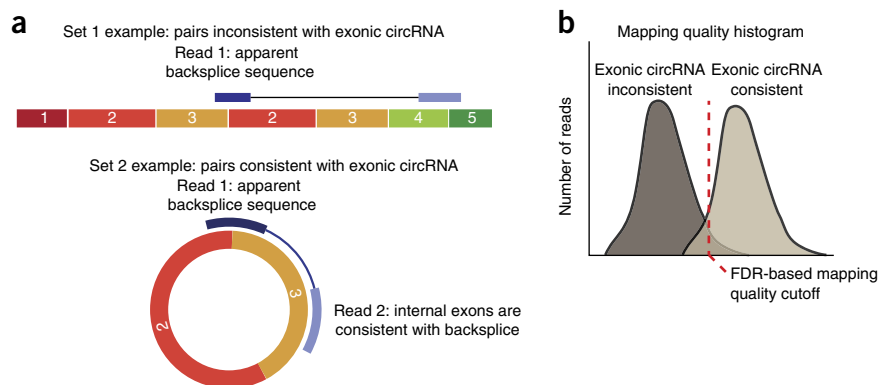 a
Set 1 example: pairs inconsistent with exonic circRNA
Read 1: apparent
backsplice sequence
1 2 3 2 3 4 5
Set 2 example: pairs consistent with exonic circRNA
Read 1: apparent
backsplice sequence
2
3
Read 2: internal exons are
consistent with backsplice
b
Mapping quality histogram
Exonic circRNA
inconsistent
Exonic circRNA
consistent
Number of reads
FDR-based mapping
quality cutoff